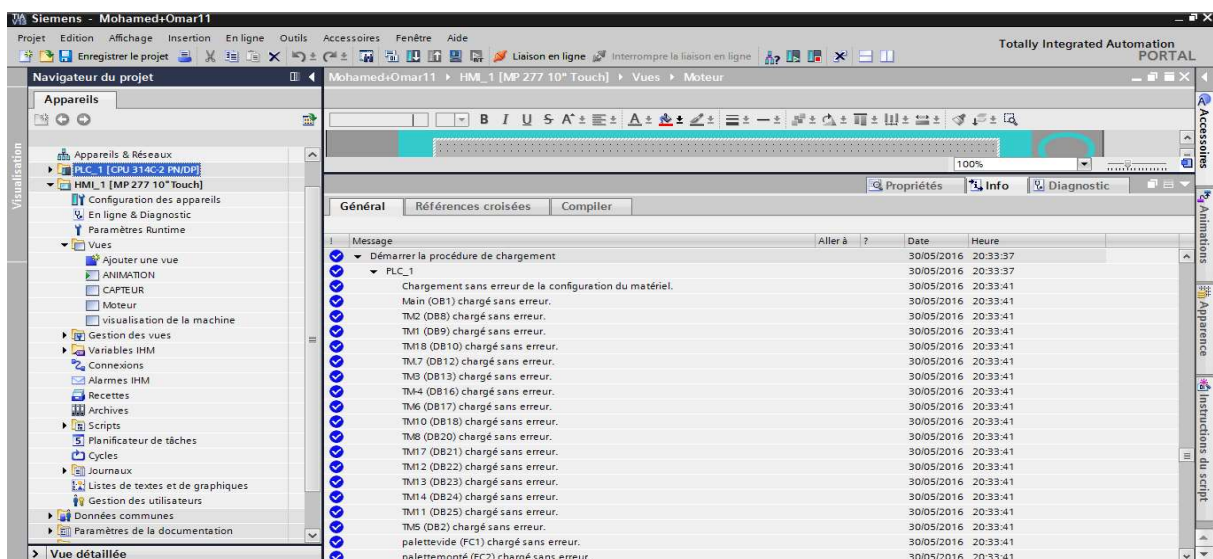 Siemens - Mohamed+Omar11
Projet Edition Affichage Insertion En ligne Outils Accessoires Fenêtre Aide
Totally Integrated Automation
PORTAL
Enregistrer le projet
Liaison en ligne
Interrompre la liaison en ligne
Navigateur du projet
Mohamed+Omar11 HMI_1 [MP 277 10" Touch] Vues Moteur
Appareils
B I U S A
100%
Appareils & Réseaux
PLC_1 [CPU 314C-2 PN/DP]
HMI_1 [MP 277 10" Touch]
Configuration des appareils
En ligne & Diagnostic
Paramètres Runtime
Vues
Ajouter une vue
ANIMATION
CAPTEUR
Moteur
visualisation de la machine
Gestion des vues
Variables IHM
Connexions
Alarmes IHM
Recettes
Archives
Scripts
Planificateur de tâches
Cycles
Journaux
Listes de textes et de graphiques
Gestion des utilisateurs
Données communes
Paramètres de la documentation
Vue détaillée
Visualisation
Propriétés Info Diagnostic
Général Références croisées Compiler
! Message Aller à ? Date Heure
Démarrer la procédure de chargement 30/05/2016 20:33:37
PLC_1 30/05/2016 20:33:37
Chargement sans erreur de la configuration du matériel. 30/05/2016 20:33:41
Main (OB1) chargé sans erreur. 30/05/2016 20:33:41
TM2 (DB8) chargé sans erreur. 30/05/2016 20:33:41
TM1 (DB9) chargé sans erreur. 30/05/2016 20:33:41
TM18 (DB10) chargé sans erreur. 30/05/2016 20:33:41
TM.7 (DB12) chargé sans erreur. 30/05/2016 20:33:41
TM3 (DB13) chargé sans erreur. 30/05/2016 20:33:41
TM-4 (DB16) chargé sans erreur. 30/05/2016 20:33:41
TM6 (DB17) chargé sans erreur. 30/05/2016 20:33:41
TM10 (DB18) chargé sans erreur. 30/05/2016 20:33:41
TM8 (DB20) chargé sans erreur. 30/05/2016 20:33:41
TM17 (DB21) chargé sans erreur. 30/05/2016 20:33:41
TM12 (DB22) chargé sans erreur. 30/05/2016 20:33:41
TM13 (DB23) chargé sans erreur. 30/05/2016 20:33:41
TM14 (DB24) chargé sans erreur. 30/05/2016 20:33:41
TM11 (DB25) chargé sans erreur. 30/05/2016 20:33:41
TM5 (DB2) chargé sans erreur. 30/05/2016 20:33:41
palettevide (FC1) chargé sans erreur. 30/05/2016 20:33:41
palettemonté (FC2) chargé sans erreur. 30/05/2016 20:33:41
Accessoires
Animations
Apparence
Instructions du script